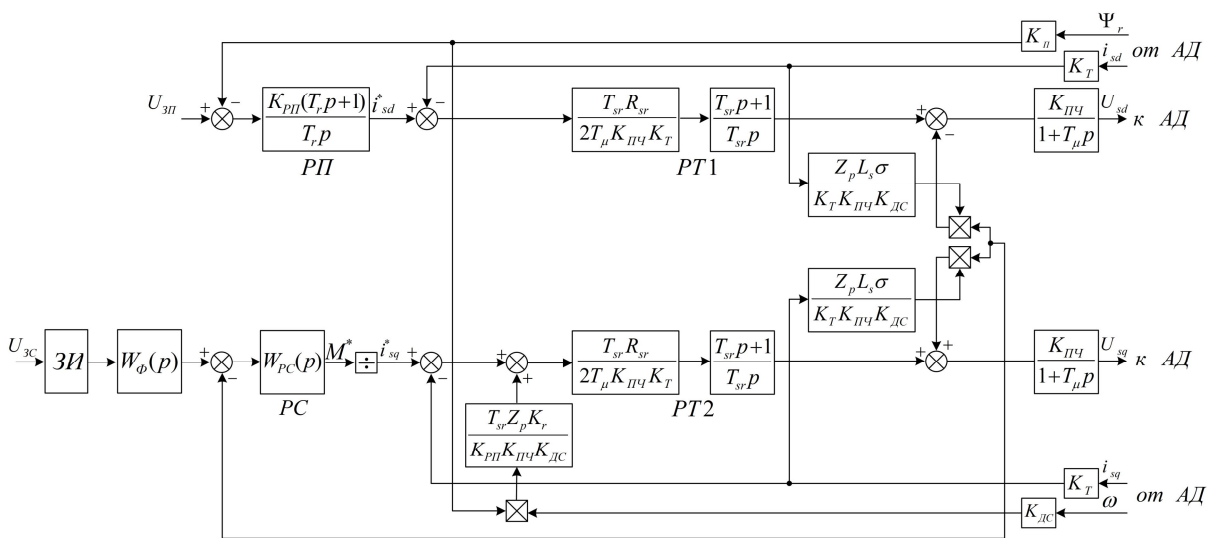 K_П
Ψ_r
i_sd от АД
K_T
U_ЗП
+
−
K_РП(T_r p+1)
T_r p
i*_sd
+
−
T_sr R_sr
2T_μ K_ПЧ K_T
T_sr p+1
T_sr p
+
−
K_ПЧ
1+T_μ p
U_sd
к АД
РП
РТ1
Z_p L_s σ
K_T K_ПЧ K_ДС
Z_p L_s σ
K_T K_ПЧ K_ДС
U_ЗС
ЗИ
W_Ф(p)
+
−
W_РС(p)
M*
÷
i*_sq
+
−
+
+
T_sr R_sr
2T_μ K_ПЧ K_T
T_sr p+1
T_sr p
+
+
K_ПЧ
1+T_μ p
U_sq
к АД
РС
РТ2
T_sr Z_p K_r
K_РП K_ПЧ K_ДС
K_T
i_sq
от АД
K_ДС
ω